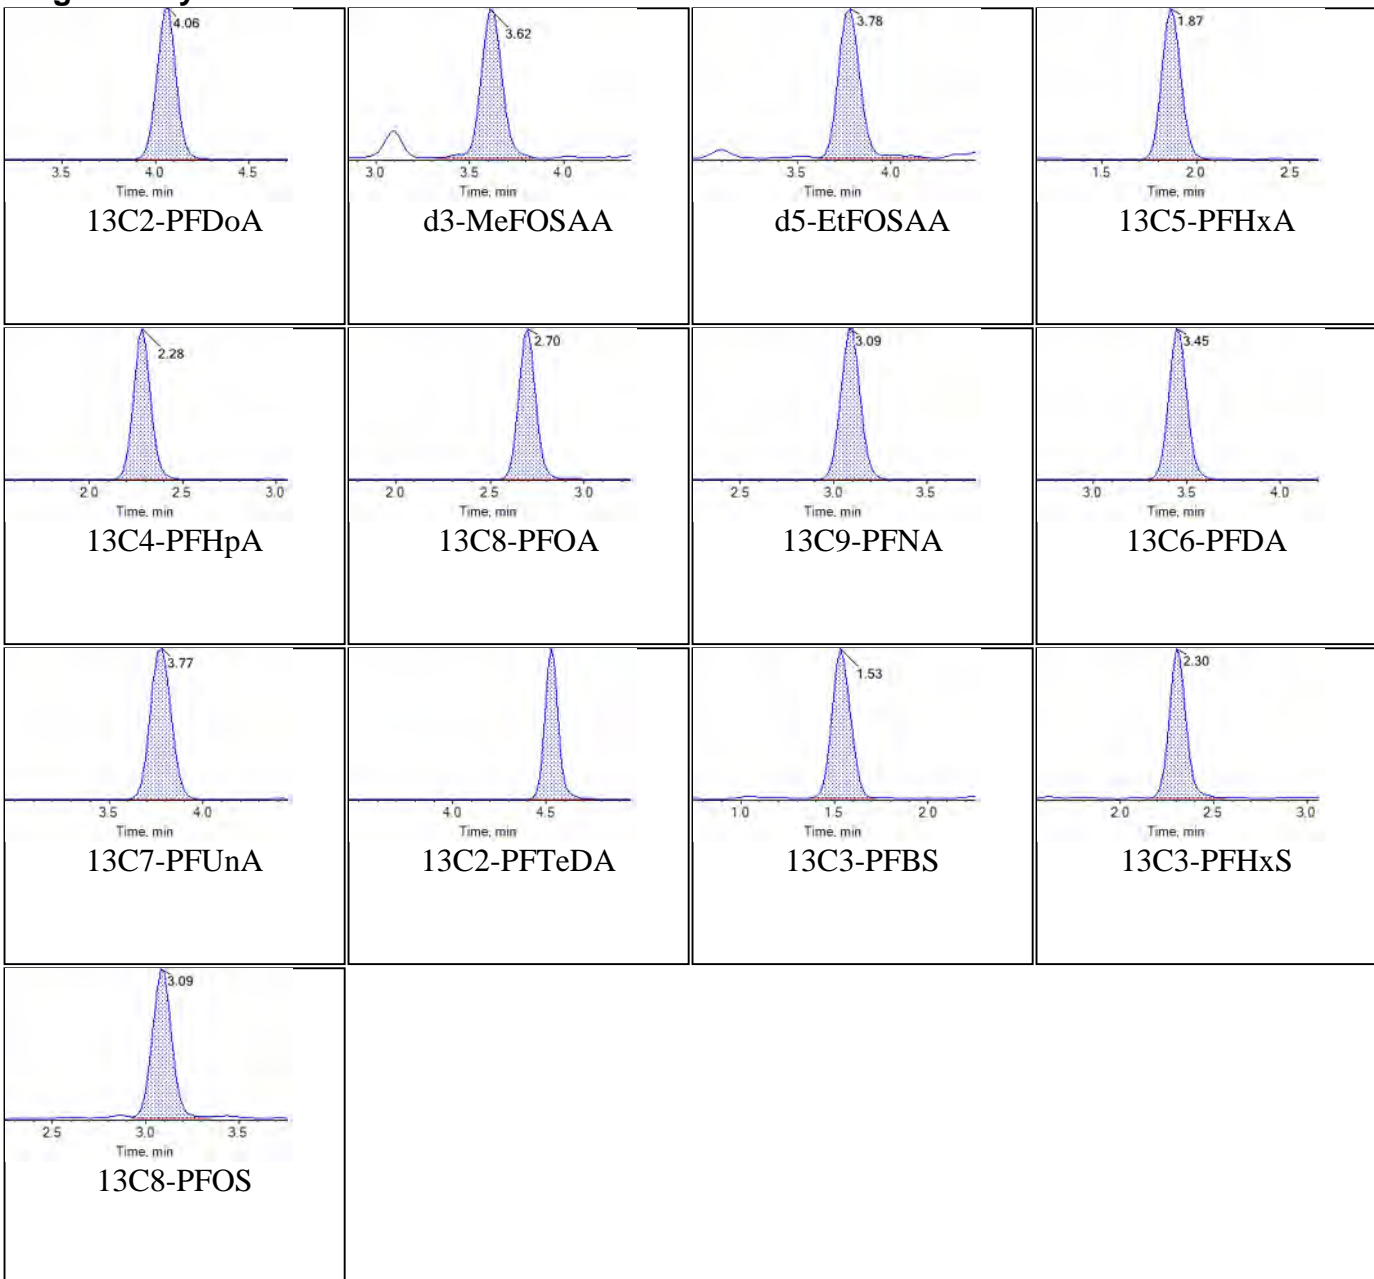 4.06
3.5 4.0 4.5
Time, min
13C2-PFDoA
3.62
3.0 3.5 4.0
Time, min
d3-MeFOSAA
3.78
3.5 4.0
Time, min
d5-EtFOSAA
1.87
1.5 2.0 2.5
Time, min
13C5-PFHxA
2.28
2.0 2.5 3.0
Time, min
13C4-PFHpA
2.70
2.0 2.5 3.0
Time, min
13C8-PFOA
3.09
2.5 3.0 3.5
Time, min
13C9-PFNA
3.45
3.0 3.5 4.0
Time, min
13C6-PFDA
3.77
3.5 4.0
Time, min
13C7-PFUnA
4.0 4.5
Time, min
13C2-PFTeDA
1.53
1.0 1.5 2.0
Time, min
13C3-PFBS
2.30
2.0 2.5 3.0
Time, min
13C3-PFHxS
3.09
2.5 3.0 3.5
Time, min
13C8-PFOS